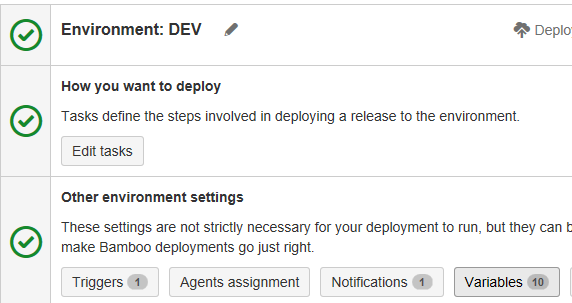 Environment: DEV
Deplo
How you want to deploy
Tasks define the steps involved in deploying a release to the environment.
Edit tasks
Other environment settings
These settings are not strictly necessary for your deployment to run, but they can b
make Bamboo deployments go just right.
Triggers 1 Agents assignment Notifications 1 Variables 10